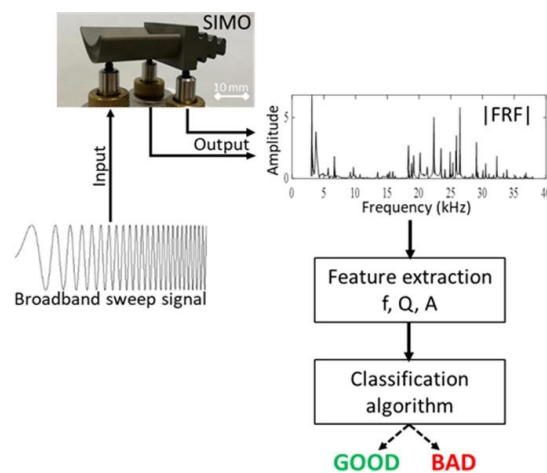 SIMO
10 mm
Input
Output
Broadband sweep signal
|FRF|
Amplitude
5
0
0 5 10 15 20 25 30 35 40
Frequency (kHz)
Feature extraction
f, Q, A
Classification
algorithm
GOOD BAD